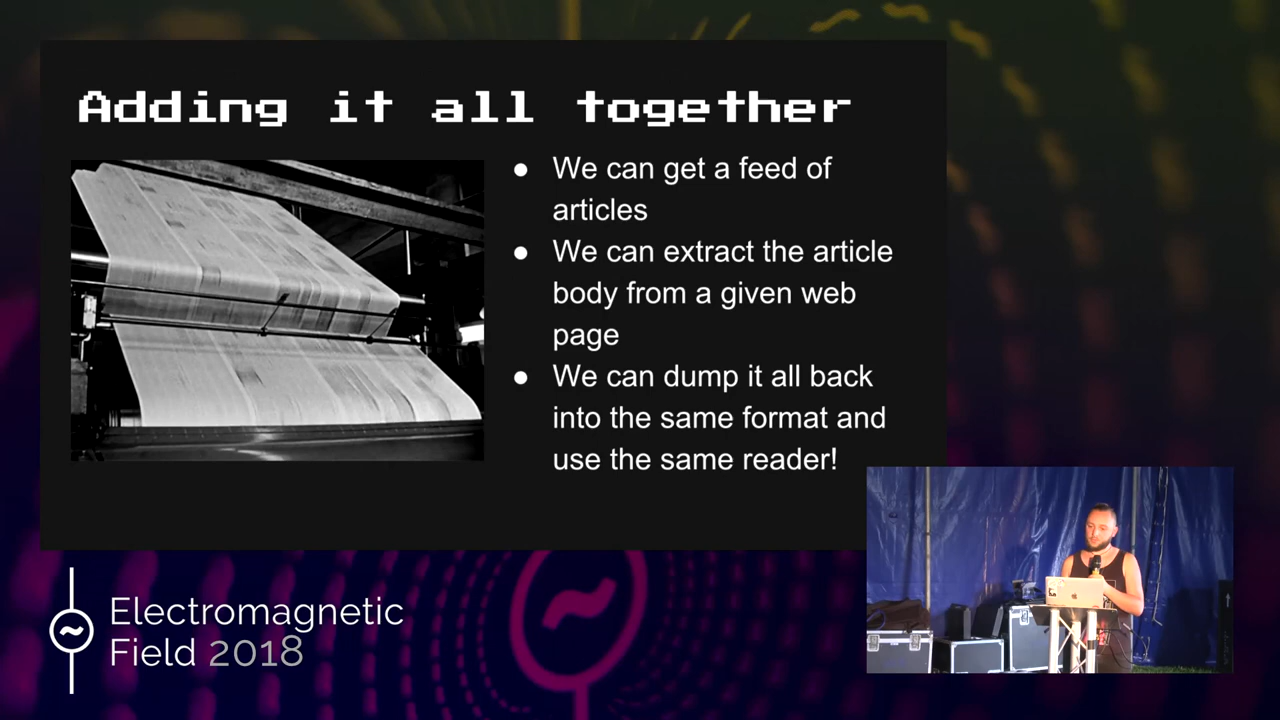 Adding it all together
● We can get a feed of
articles
● We can extract the article
body from a given web
page
● We can dump it all back
into the same format and
use the same reader!
Electromagnetic
Field 2018